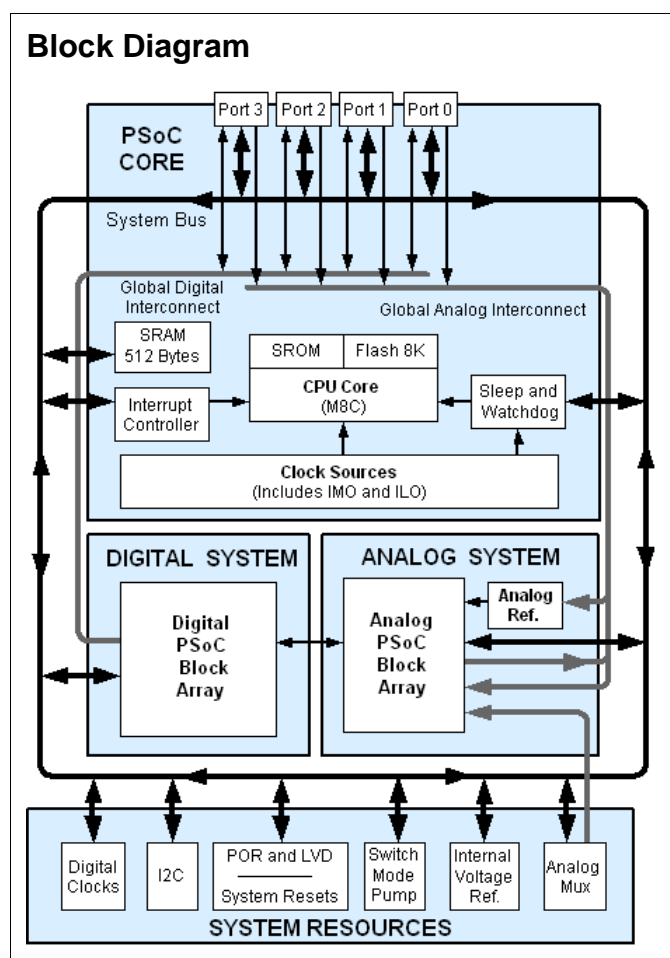 Block Diagram
Port 3 Port 2 Port 1 Port 0
PSoC
CORE
System Bus
Global Digital
Interconnect
Global Analog Interconnect
SRAM
512 Bytes
SROM
Flash 8K
CPU Core
(M8C)
Interrupt
Controller
Sleep and
Watchdog
Clock Sources
(Includes IMO and ILO)
DIGITAL SYSTEM
Digital
PSoC
Block
Array
ANALOG SYSTEM
Analog
PSoC
Block
Array
Analog
Ref.
Digital
Clocks
I2C
POR and LVD
System Resets
Switch
Mode
Pump
Internal
Voltage
Ref.
Analog
Mux
SYSTEM RESOURCES